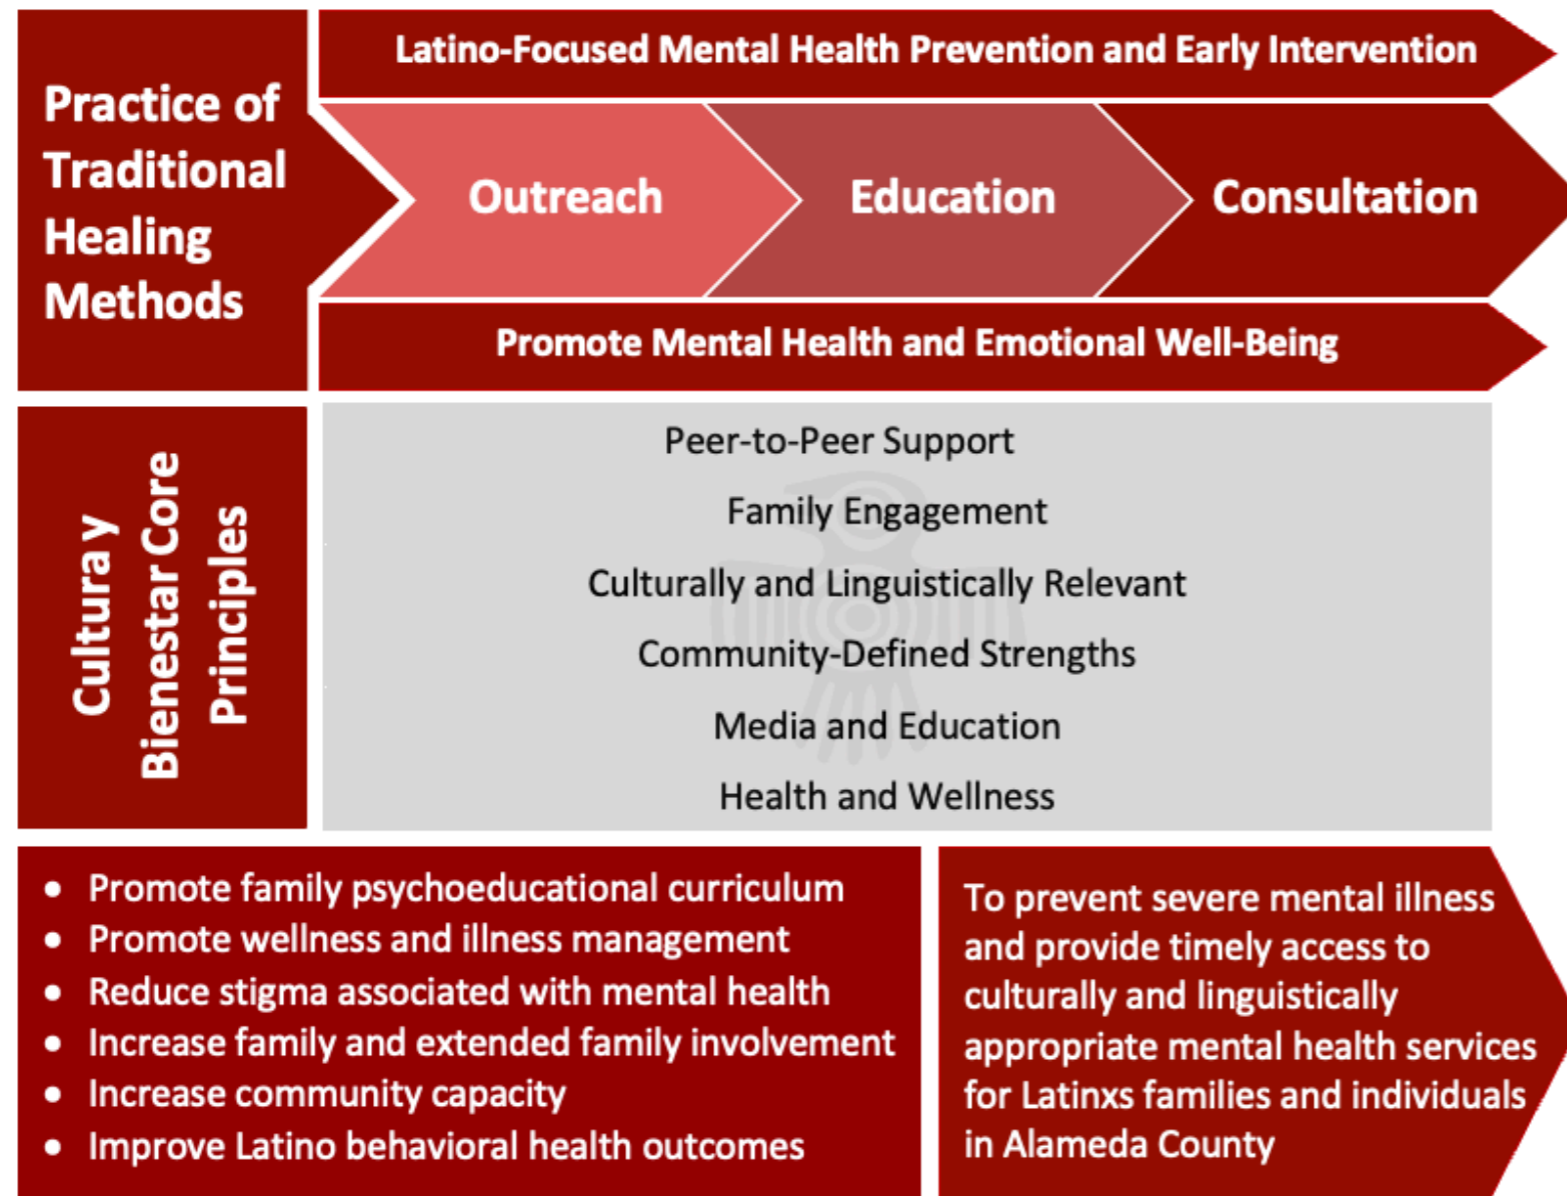 Practice of
Traditional
Healing
Methods
Latino-Focused Mental Health Prevention and Early Intervention
Outreach
Education
Consultation
Promote Mental Health and Emotional Well-Being
Cultura y
Bienestar Core
Principles
Peer-to-Peer Support
Family Engagement
Culturally and Linguistically Relevant
Community-Defined Strengths
Media and Education
Health and Wellness
• Promote family psychoeducational curriculum
• Promote wellness and illness management
• Reduce stigma associated with mental health
• Increase family and extended family involvement
• Increase community capacity
• Improve Latino behavioral health outcomes
To prevent severe mental illness
and provide timely access to
culturally and linguistically
appropriate mental health services
for Latinxs families and individuals
in Alameda County